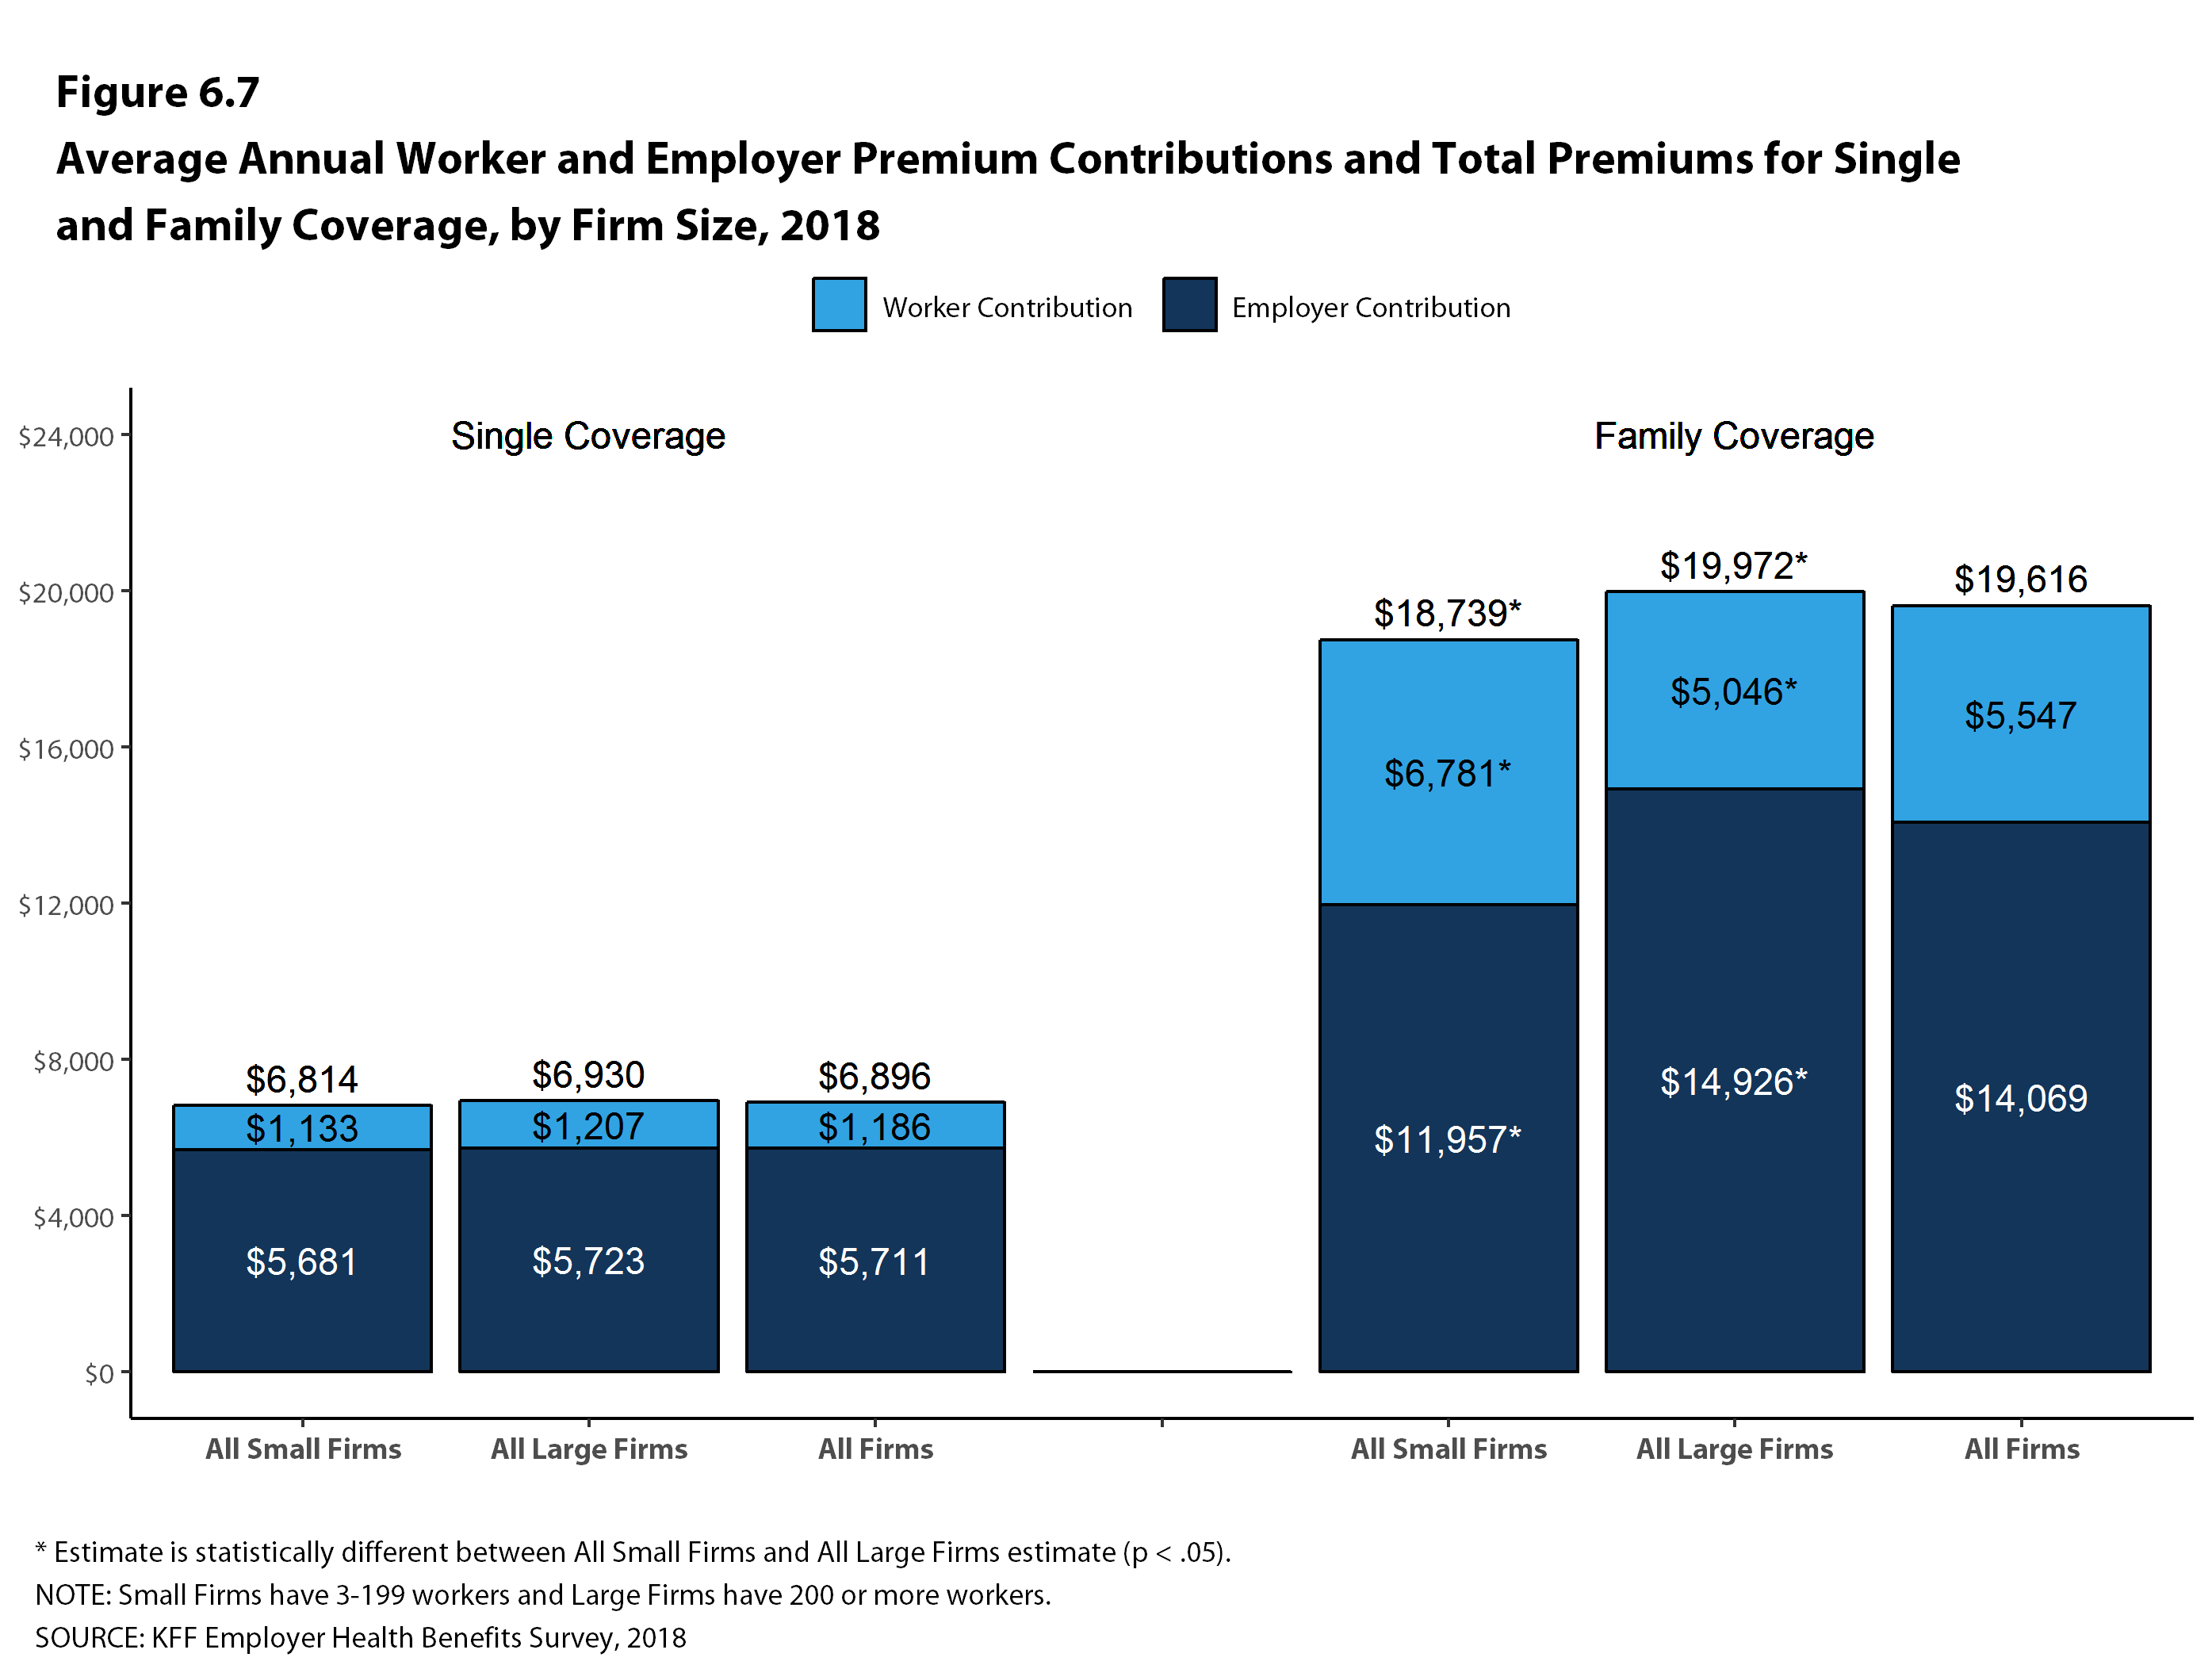 Figure 6.7
Average Annual Worker and Employer Premium Contributions and Total Premiums for Single
and Family Coverage, by Firm Size, 2018
Worker Contribution Employer Contribution
Single Coverage Family Coverage
$24,000
$20,000
$16,000
$12,000
$8,000
$4,000
$0
$6,814
$1,133
$5,681
$6,930
$1,207
$5,723
$6,896
$1,186
$5,711
$18,739*
$6,781*
$11,957*
$19,972*
$5,046*
$14,926*
$19,616
$5,547
$14,069
All Small Firms All Large Firms All Firms All Small Firms All Large Firms All Firms
* Estimate is statistically different between All Small Firms and All Large Firms estimate (p < .05).
NOTE: Small Firms have 3-199 workers and Large Firms have 200 or more workers.
SOURCE: KFF Employer Health Benefits Survey, 2018